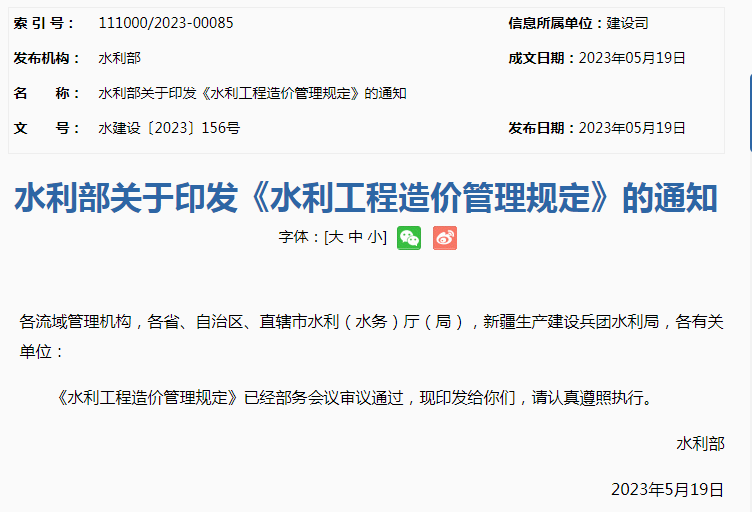 索 引 号： 111000/2023-00085 信息所属单位：建设司
发布机构： 水利部 成文日期：2023年05月19日
名　　称： 水利部关于印发《水利工程造价管理规定》的通知
文　　号： 水建设〔2023〕156号 发布日期：2023年05月19日
水利部关于印发《水利工程造价管理规定》的通知
字体：[大 中 小]
各流域管理机构，各省、自治区、直辖市水利（水务）厅（局），新疆生产建设兵团水利局，各有关
单位：
《水利工程造价管理规定》已经部务会议审议通过，现印发给你们，请认真遵照执行。
水利部
2023年5月19日